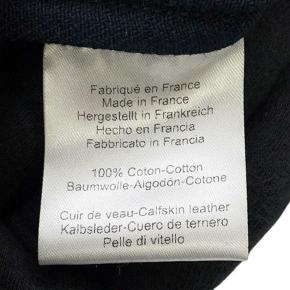 Fabriqué en France
Made in France
Hergestellt in Frankreich
Hecho en Francia
Fabbricato in Francia
100% Coton-Cotton
Baumwolle-Algodón-Cotone
Cuir de veau-Calfskin leather
Kalbsleder-Cuero de ternero
Pelle di vitello